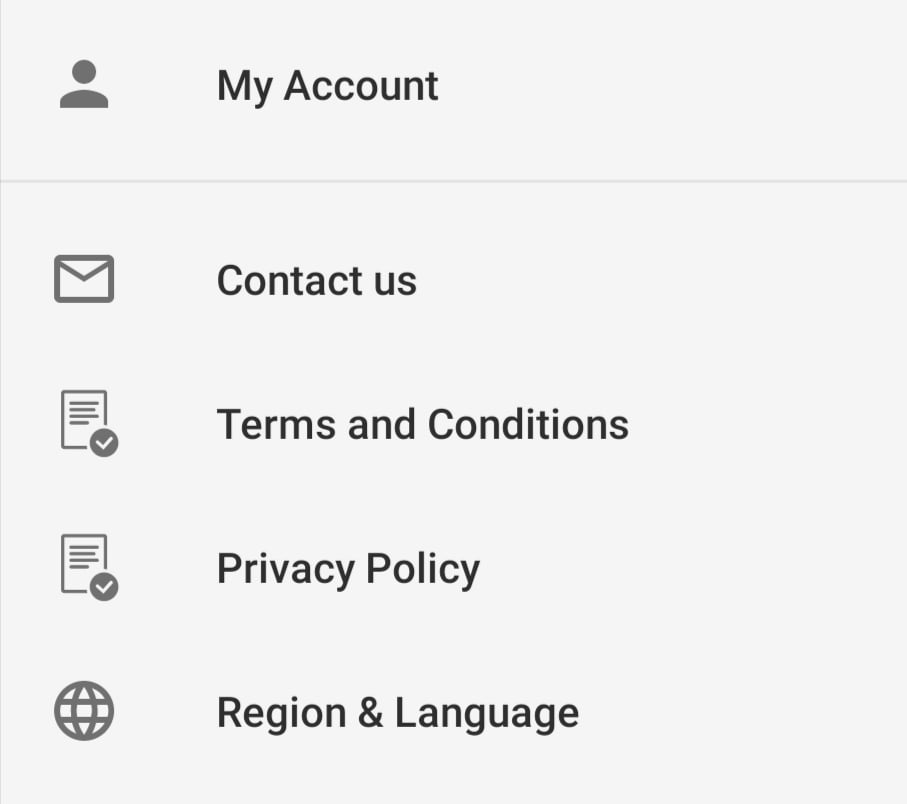 My Account
Contact us
Terms and Conditions
Privacy Policy
Region & Language